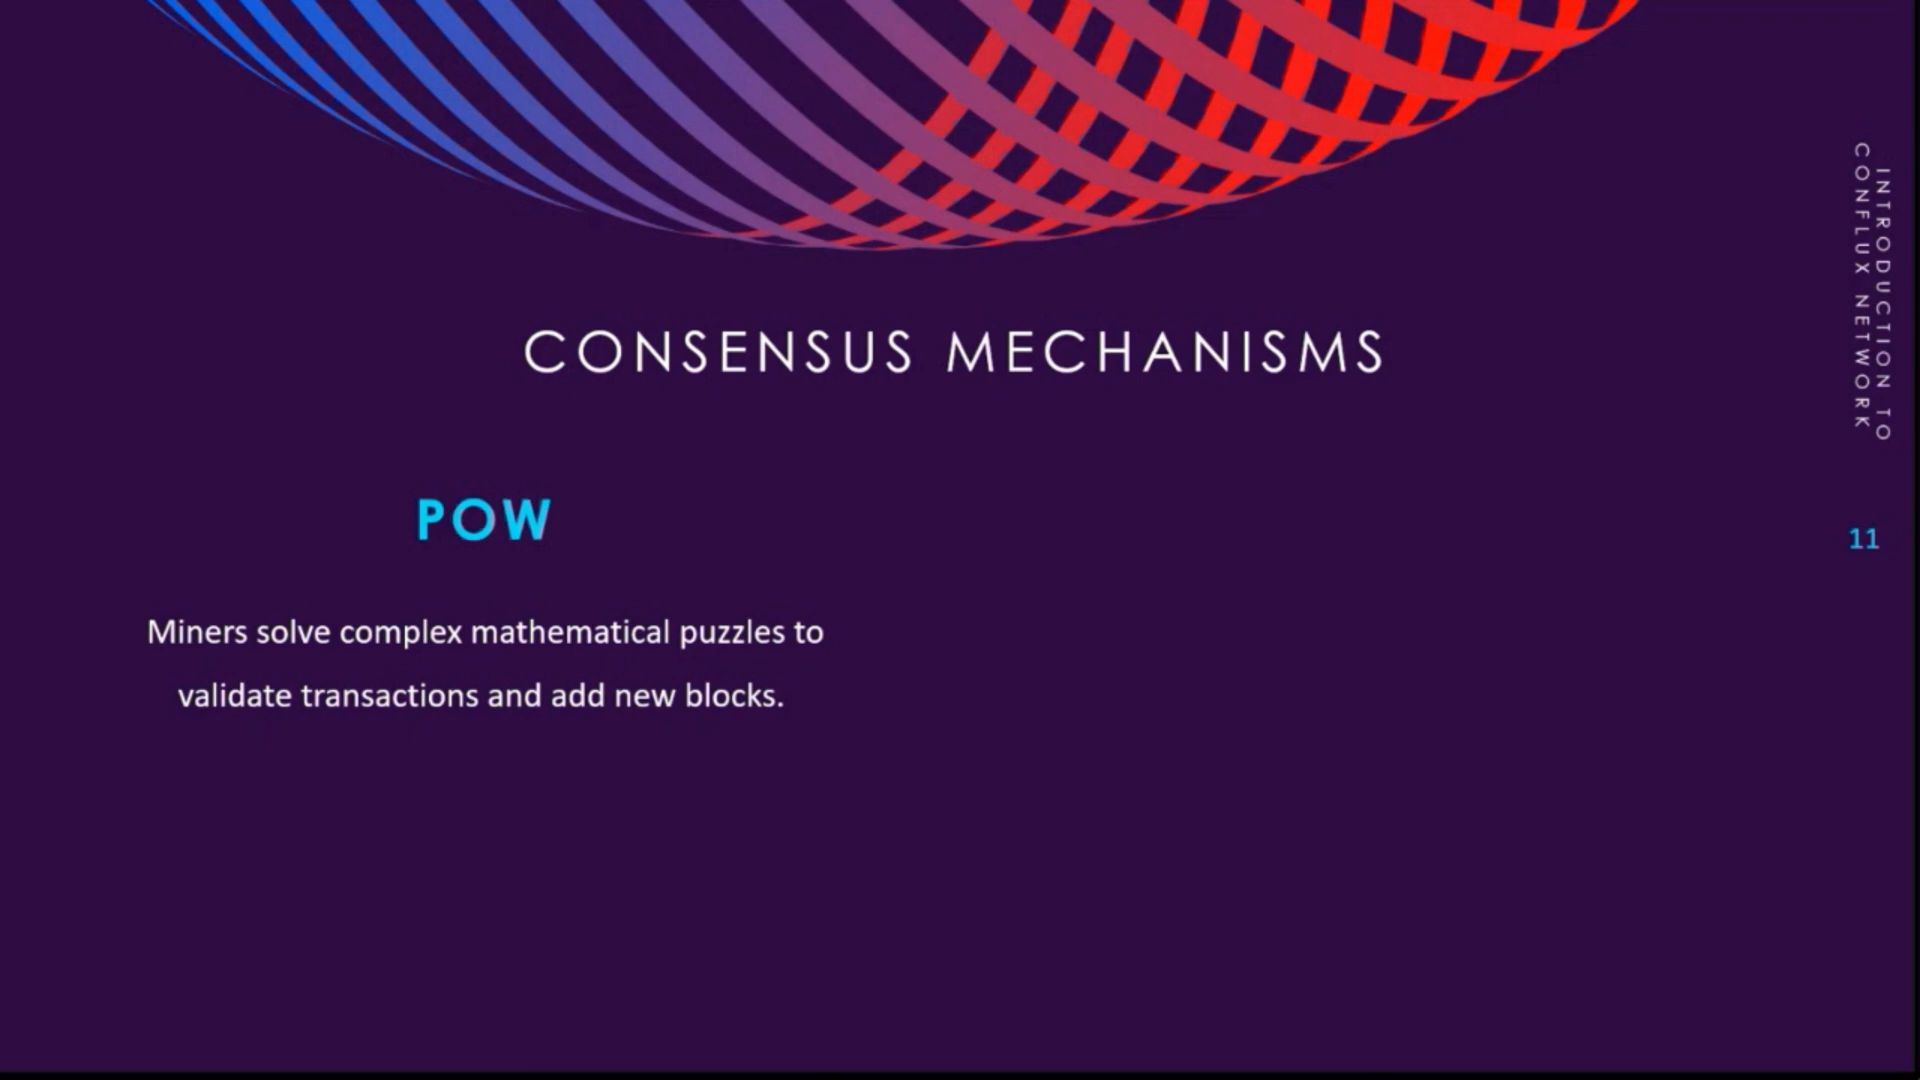 CONSENSUS MECHANISMS
POW
Miners solve complex mathematical puzzles to
validate transactions and add new blocks.
INTRODUCTION TO
CONFLUX NETWORK
11